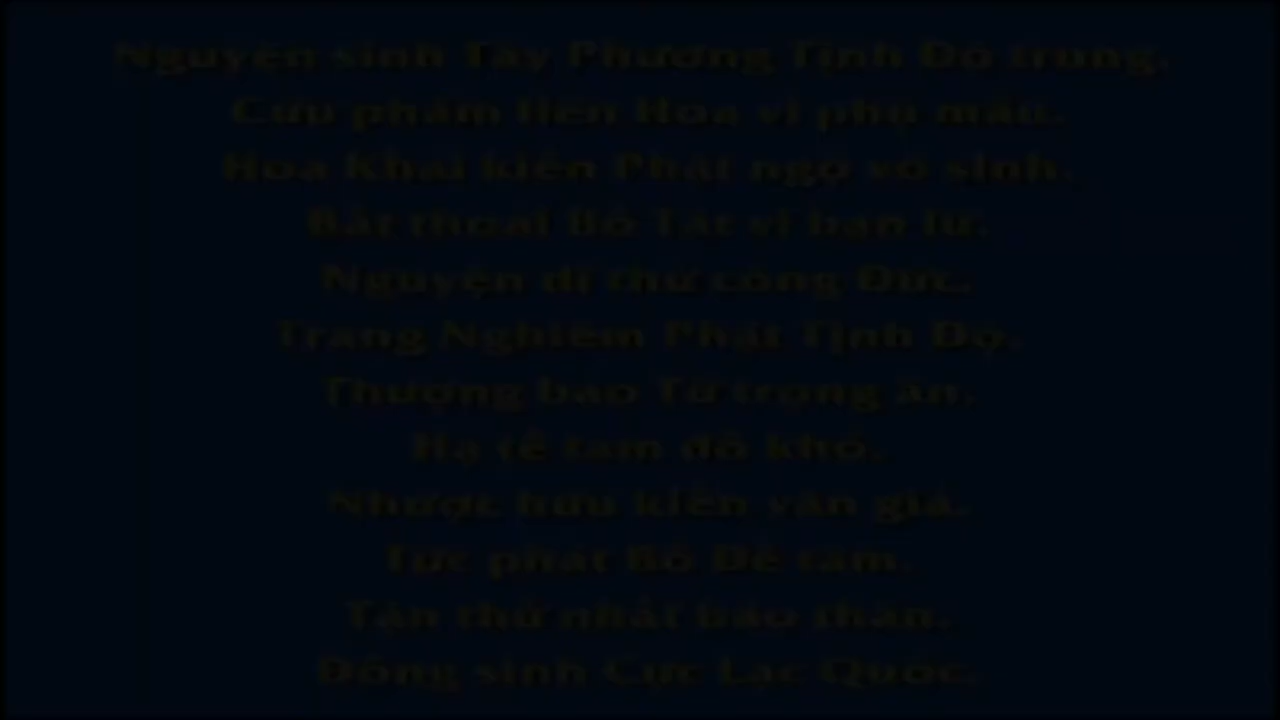 Nguyện sinh Tây Phương Tịnh Độ trung.
Cửu phẩm liên Hoa vi phụ mẫu.
Hoa Khai kiến Phật ngộ vô sinh.
Bất thoái Bồ Tát vi bạn lữ.
Nguyện dĩ thử công Đức.
Trang Nghiêm Phật Tịnh Độ.
Thượng báo Tứ trọng ân.
Hạ tế tam đồ khổ.
Nhược hữu kiến văn giả.
Tức phát Bồ Đề tâm.
Tận thử nhất báo thân.
Đồng sinh Cực Lạc Quốc.